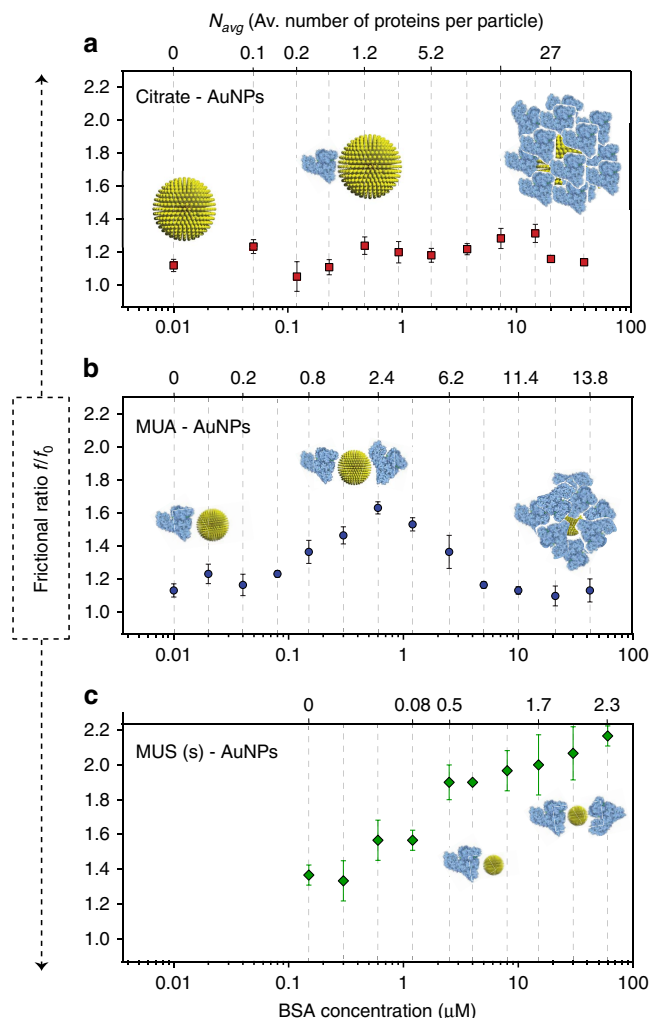 N_avg (Av. number of proteins per particle)
a
0 0.1 0.2 1.2 5.2 27
2.2
2.0
1.8
1.6
1.4
1.2
1.0
Citrate - AuNPs
0.01 0.1 1 10 100
b
0 0.2 0.8 2.4 6.2 11.4 13.8
2.2
2.0
1.8
1.6
1.4
1.2
1.0
MUA - AuNPs
0.01 0.1 1 10 100
Frictional ratio f/f0
c
0 0.08 0.5 1.7 2.3
2.2
2.0
1.8
1.6
1.4
1.2
1.0
MUS (s) - AuNPs
0.01 0.1 1 10 100
BSA concentration (μM)